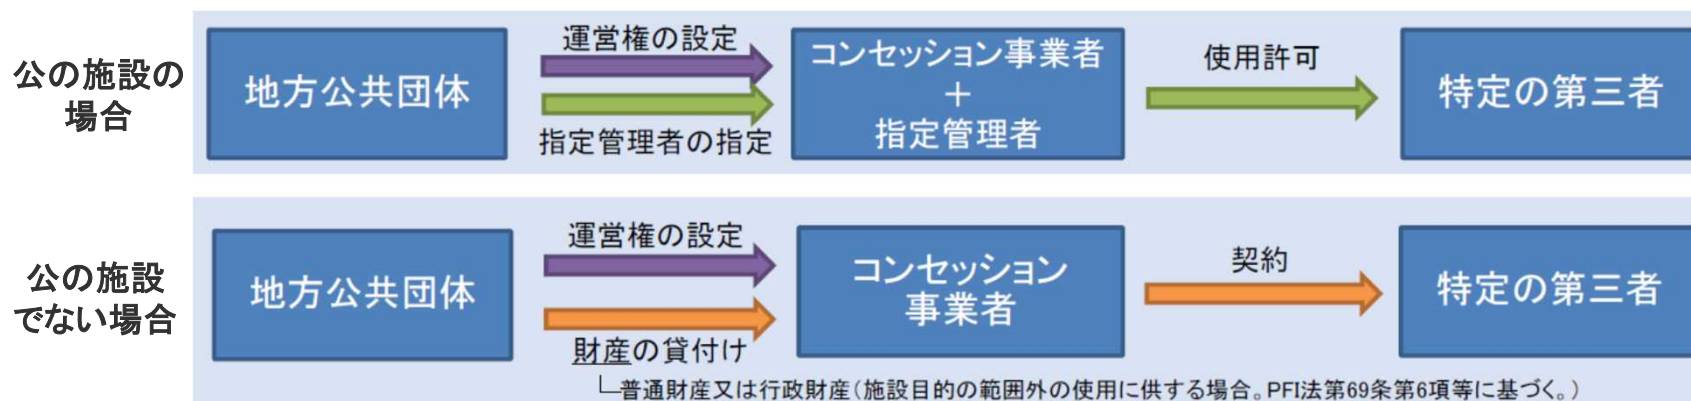 公の施設の
場合
地方公共団体
運営権の設定
指定管理者の指定
コンセッション事業者
+
指定管理者
使用許可
特定の第三者
公の施設
でない場合
地方公共団体
運営権の設定
財産の貸付け
コンセッション
事業者
契約
特定の第三者
普通財産又は行政財産(施設目的の範囲外の使用に供する場合。PFI法第69条第6項等に基づく。)